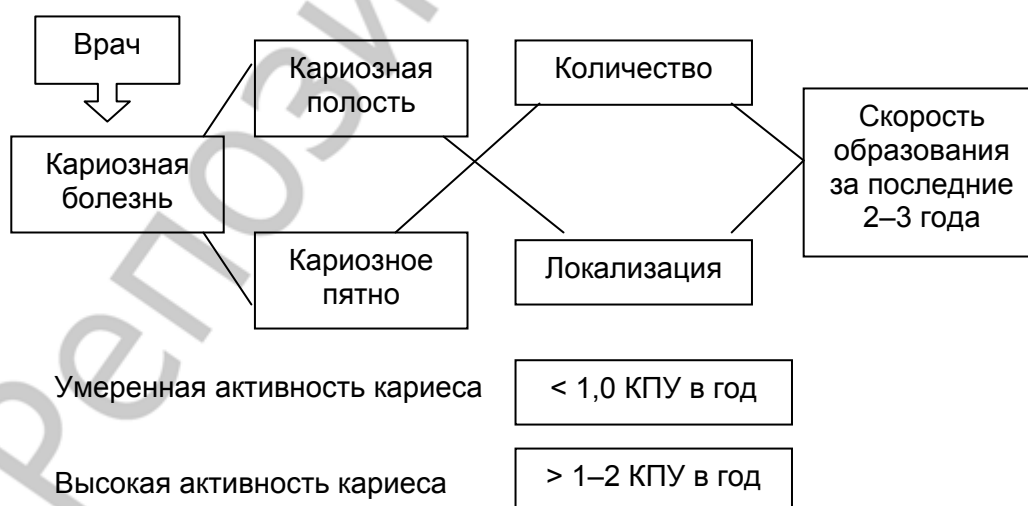 Врач
Кариозная
болезнь
Кариозная
полость
Кариозное
пятно
Количество
Локализация
Скорость
образования
за последние
2–3 года
Умеренная активность кариеса
< 1,0 КПУ в год
Высокая активность кариеса
> 1–2 КПУ в год